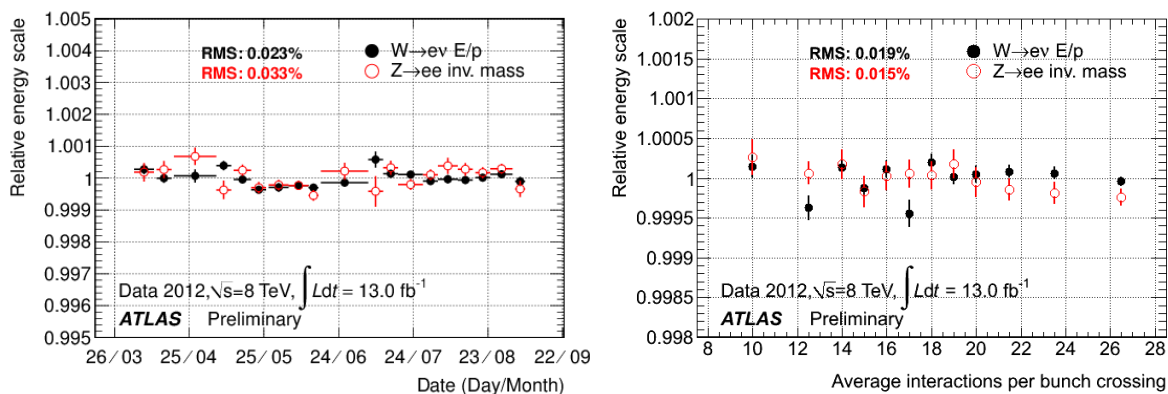 Relative energy scale
1.005
1.004
1.003
1.002
1.001
1
0.999
0.998
0.997
0.996
0.995
RMS: 0.023%
RMS: 0.033%
W→eν E/p
Z→ee inv. mass
Data 2012,√s=8 TeV, ∫Ldt = 13.0 fb⁻¹
ATLAS Preliminary
26/03 25/04 25/05 24/06 24/07 23/08 22/09
Date (Day/Month)
Relative energy scale
1.002
1.0015
1.001
1.0005
1
0.9995
0.999
0.9985
0.998
RMS: 0.019%
RMS: 0.015%
W→eν E/p
Z→ee inv. mass
Data 2012,√s=8 TeV, ∫Ldt = 13.0 fb⁻¹
ATLAS Preliminary
8 10 12 14 16 18 20 22 24 26 28
Average interactions per bunch crossing